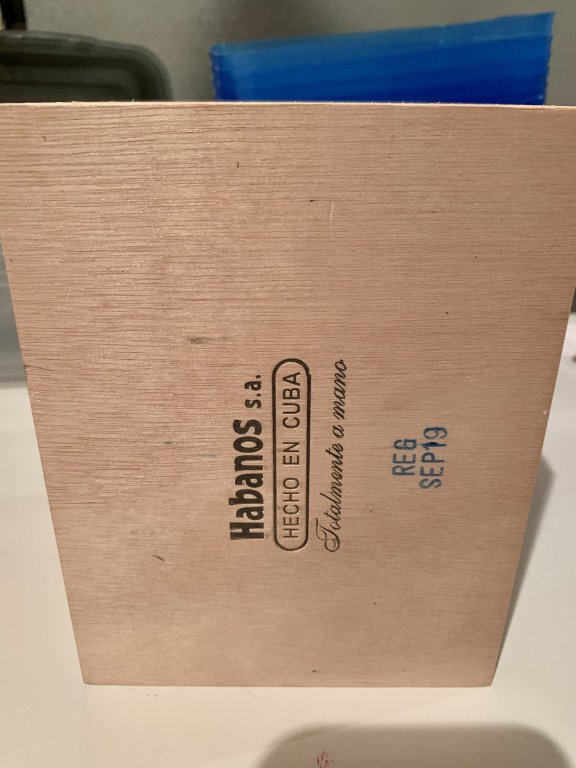 Habanos s.a.
HECHO EN CUBA
Totalmente a mano
REG
SEP19